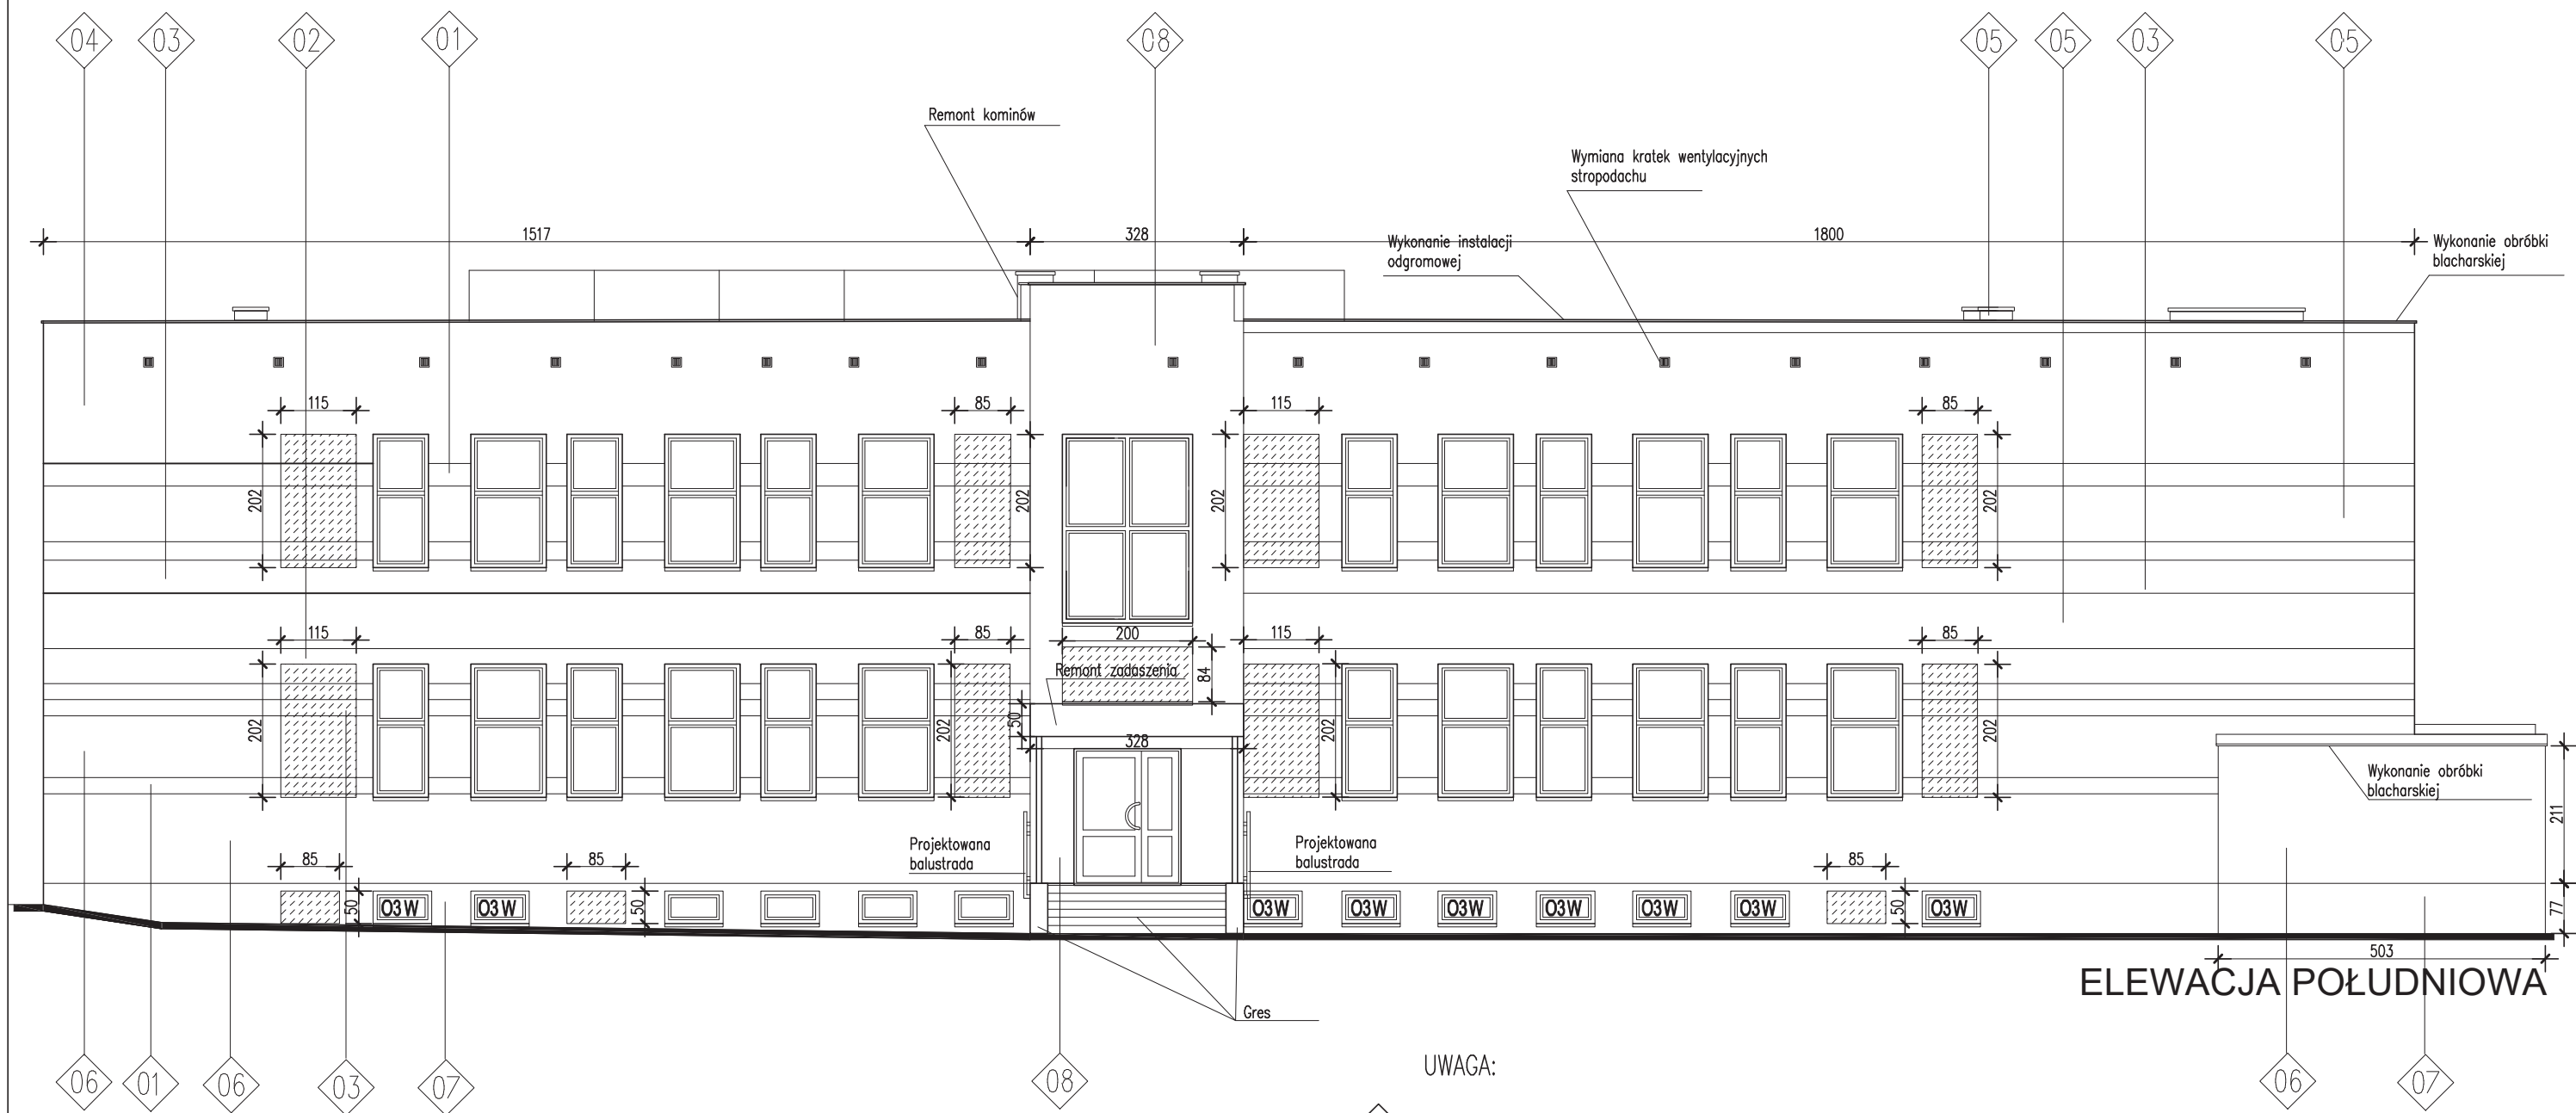 04 03 02 01 08 05 05 03 05
Remont kominów
Wymiana kratek wentylacyjnych
stropodachu
1517 328 1800
Wykonanie instalacji
odgromowej
Wykonanie obróbki
blacharskiej
115 85 115 85
202 202 202 202
115 85 200 115 85
Remont zadaszenia
84
202 202 50 202 202
328
Wykonanie obróbki
blacharskiej
211
Projektowana
balustrada
Projektowana
balustrada
85 85 85
50 O3W O3W 50 O3W O3W O3W O3W O3W O3W 50 O3W
77
503
ELEWACJA POŁUDNIOWA
Gres
UWAGA:
06 01 06 03 07 08 06 07